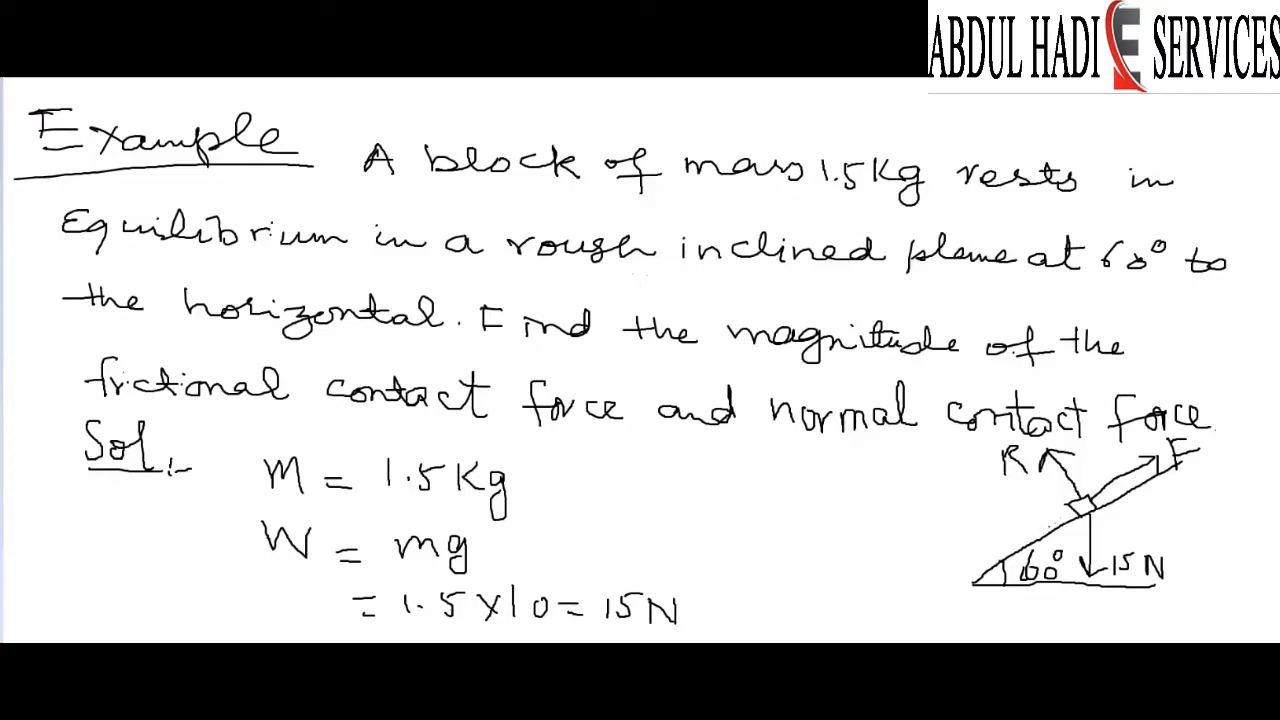 ABDUL HADI E SERVICES
Example A block of mass 1.5Kg rests in
Equilibrium in a rough inclined plane at 60° to
the horizontal. Find the magnitude of the
frictional contact force and normal contact force
Sol:-
m = 1.5Kg
W = mg
= 1.5 X 10 = 15N
R F
60° 15N